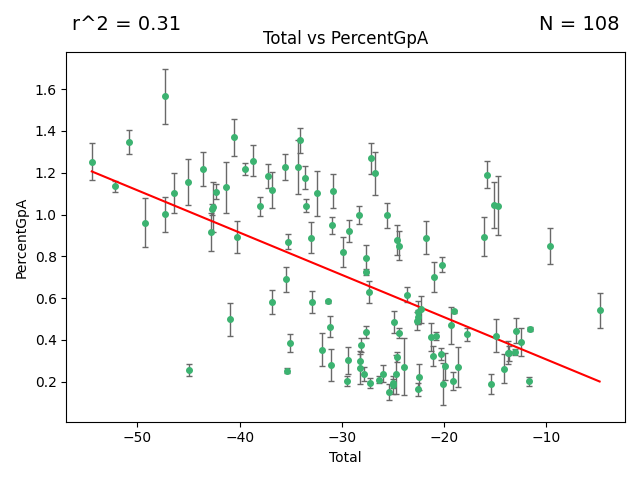 r^2 = 0.31
N = 108
Total vs PercentGpA
PercentGpA
1.6
1.4
1.2
1.0
0.8
0.6
0.4
0.2
−50
−40
−30
−20
−10
Total